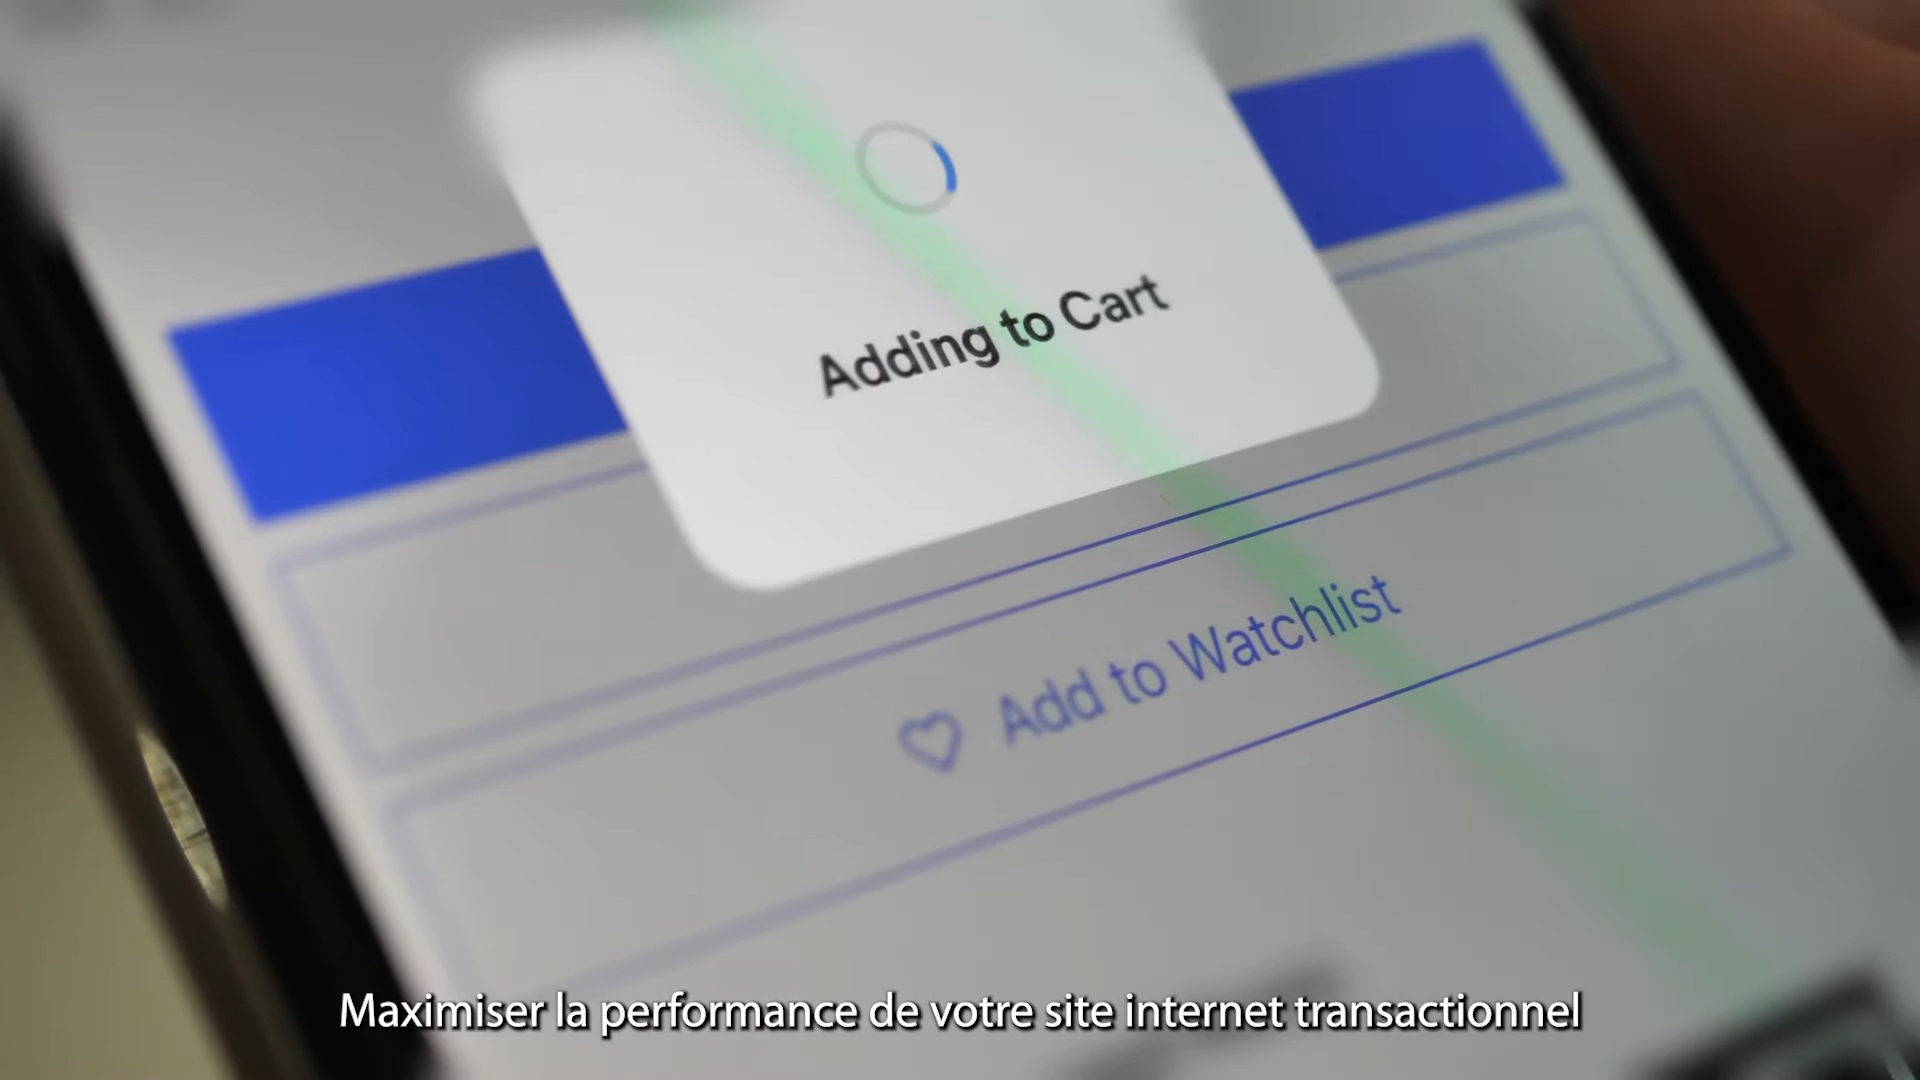 Adding to Cart
Add to Watchlist
Maximiser la performance de votre site internet transactionnel